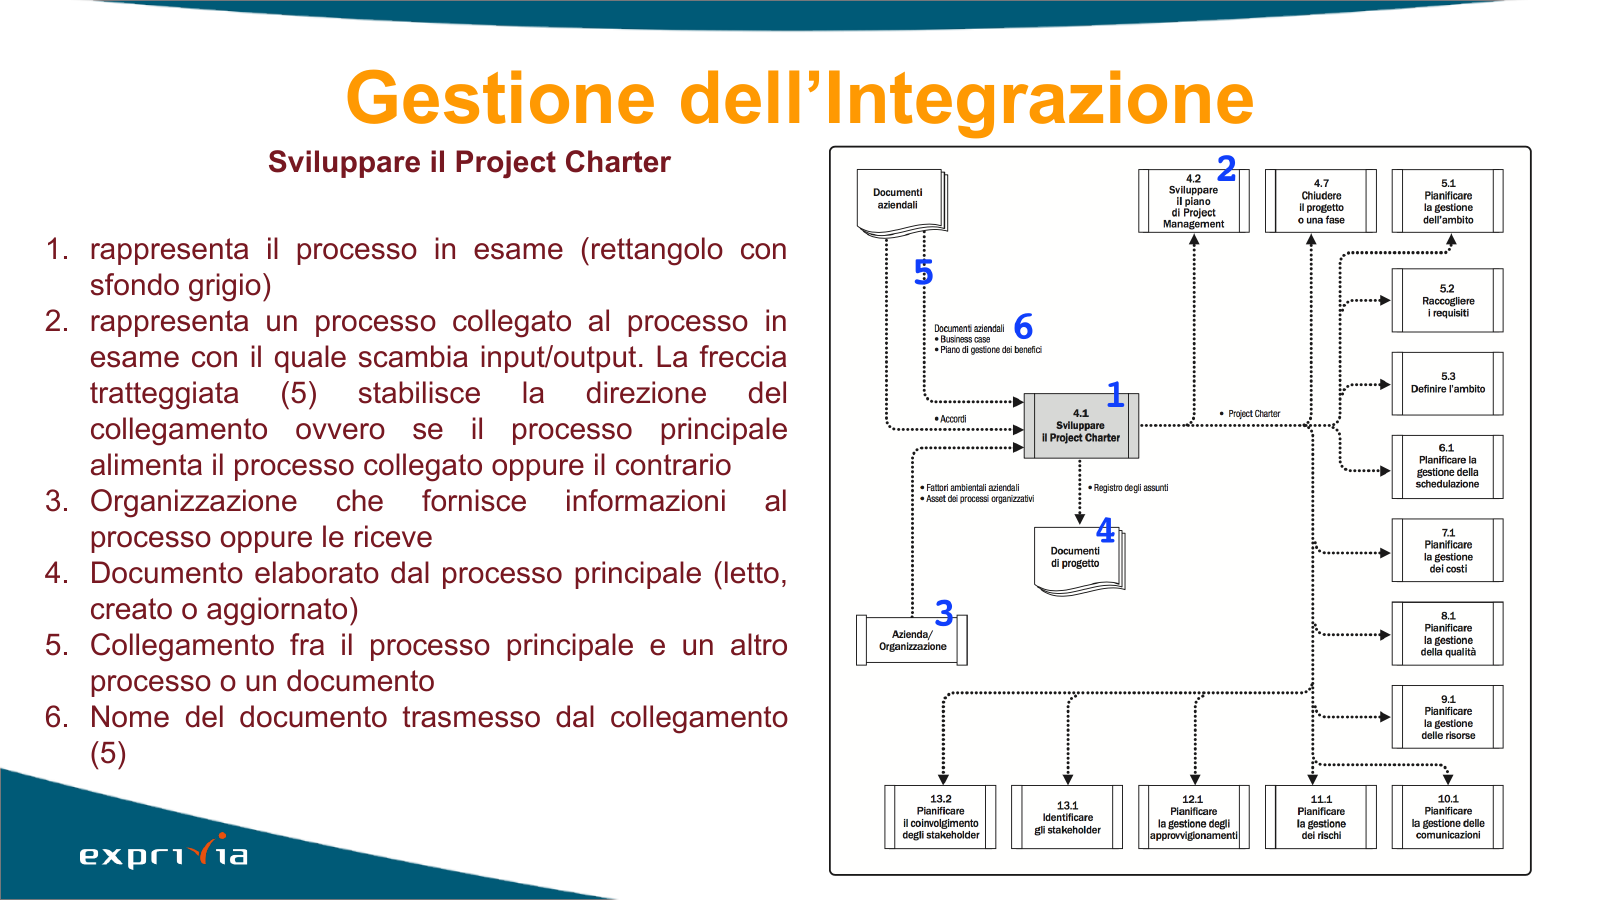 Gestione dell’Integrazione
Sviluppare il Project Charter
1. rappresenta il processo in esame (rettangolo con
sfondo grigio)
2. rappresenta un processo collegato al processo in
esame con il quale scambia input/output. La freccia
tratteggiata (5) stabilisce la direzione del
collegamento ovvero se il processo principale
alimenta il processo collegato oppure il contrario
3. Organizzazione che fornisce informazioni al
processo oppure le riceve
4. Documento elaborato dal processo principale (letto,
creato o aggiornato)
5. Collegamento fra il processo principale e un altro
processo o un documento
6. Nome del documento trasmesso dal collegamento
(5)
exprivia
Documenti
aziendali
2
4.2
Sviluppare
il piano
di Project
Management
4.7
Chiudere
il progetto
o una fase
5.1
Pianificare
la gestione
dell'ambito
5
5.2
Raccogliere
i requisiti
6
Documenti aziendali
• Business case
• Piano di gestione dei benefici
5.3
Definire l'ambito
1
4.1
Sviluppare
il Project Charter
• Accordi
• Project Charter
6.1
Pianificare la
gestione della
schedulazione
• Fattori ambientali aziendali
• Asset dei processi organizzativi
• Registro degli assunti
4
Documenti
di progetto
7.1
Pianificare
la gestione
dei costi
3
Azienda/
Organizzazione
8.1
Pianificare
la gestione
della qualità
9.1
Pianificare
la gestione
delle risorse
13.2
Pianificare
il coinvolgimento
degli stakeholder
13.1
Identificare
gli stakeholder
12.1
Pianificare
la gestione degli
approvvigionamenti
11.1
Pianificare
la gestione
dei rischi
10.1
Pianificare
la gestione delle
comunicazioni